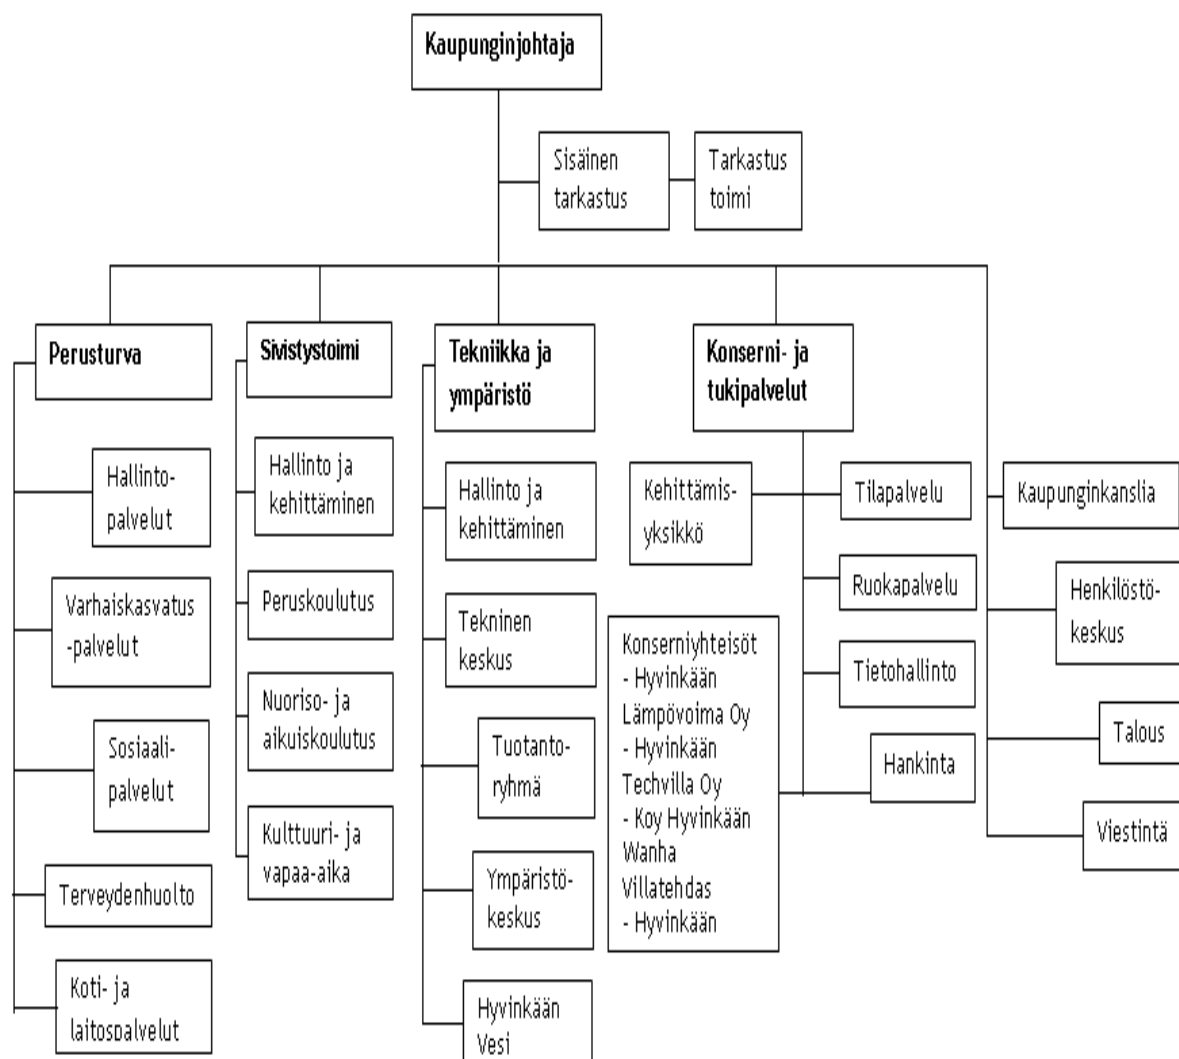 Kaupunginjohtaja
Sisäinen
tarkastus
Tarkastus
toimi
Perusturva
Hallinto-
palvelut
Varhaiskasvatus
-palvelut
Sosiaali-
palvelut
Terveydenhuolto
Koti- ja
laitospalvelut
Sivistystoimi
Hallinto ja
kehittäminen
Peruskoulutus
Nuoriso- ja
aikuiskoulutus
Kulttuuri- ja
vapaa-aika
Tekniikka ja
ympäristö
Hallinto ja
kehittäminen
Tekninen
keskus
Tuotanto-
ryhmä
Ympäristö-
keskus
Hyvinkään
Vesi
Konserni- ja
tukipalvelut
Kehittämis-
yksikkö
Konserniyhteisöt
- Hyvinkään
Lämpövoima Oy
- Hyvinkään
Techvilla Oy
- Koy Hyvinkään
Wanha
Villatehdas
- Hyvinkään
Tilapalvelu
Ruokapalvelu
Tietohallinto
Hankinta
Kaupunginkanslia
Henkilöstö-
keskus
Talous
Viestintä